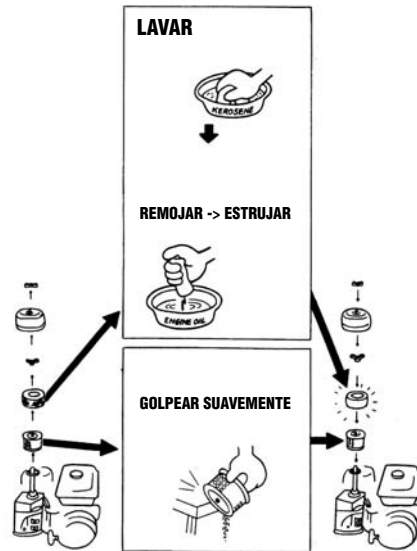 LAVAR
KEROSENE
REMOJAR -> ESTRUJAR
ENGINE OIL
GOLPEAR SUAVEMENTE